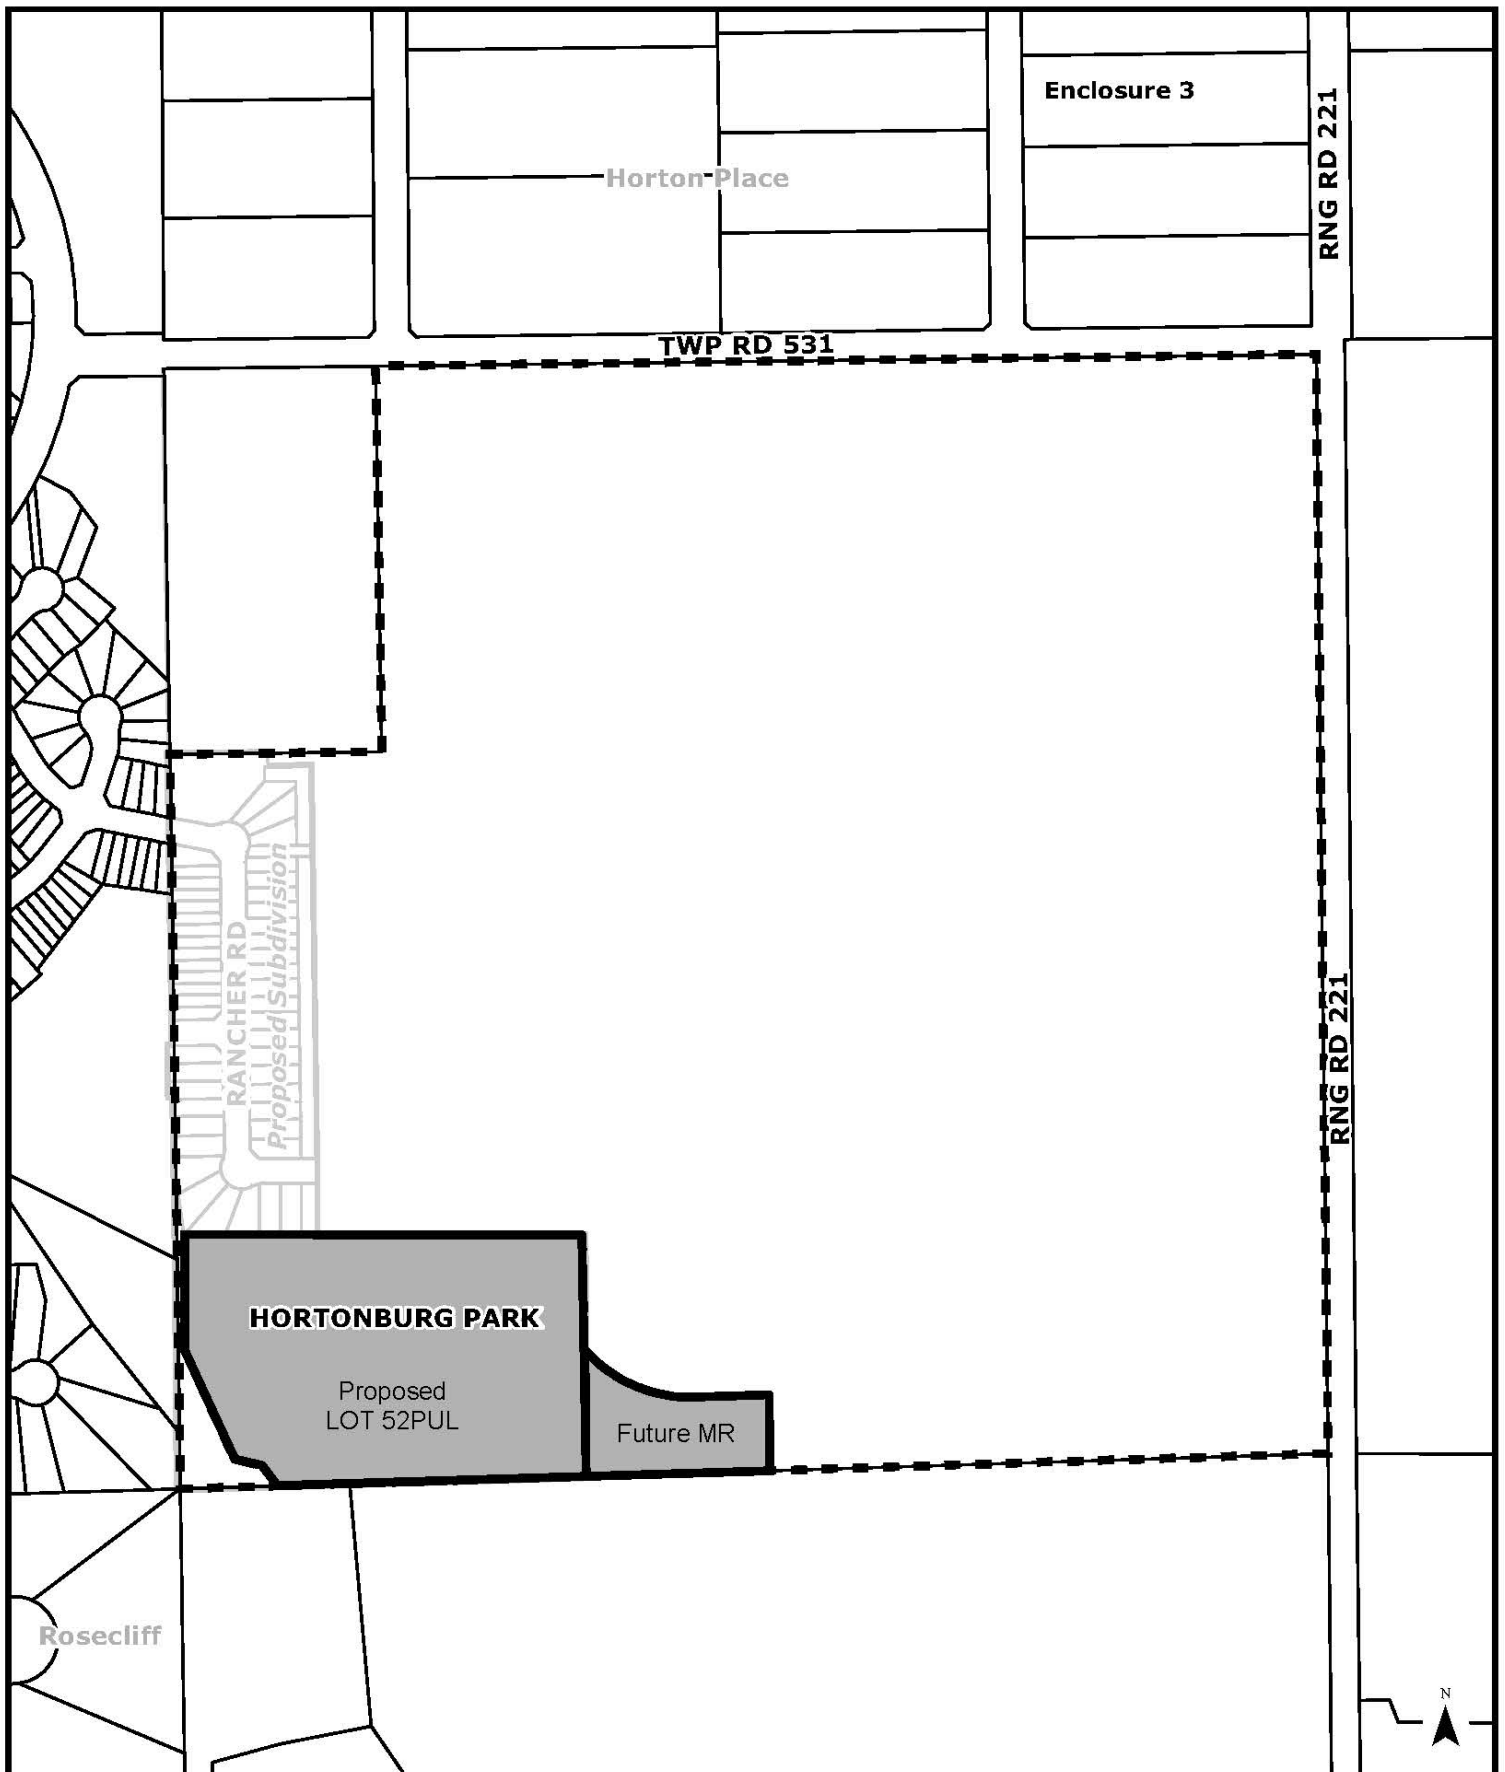 Enclosure 3
RNG RD 221
Horton Place
TWP RD 531
RANCHER RD
Proposed Subdivision
RNG RD 221
HORTONBURG PARK
Proposed
LOT 52PUL
Future MR
Rosecliff
N